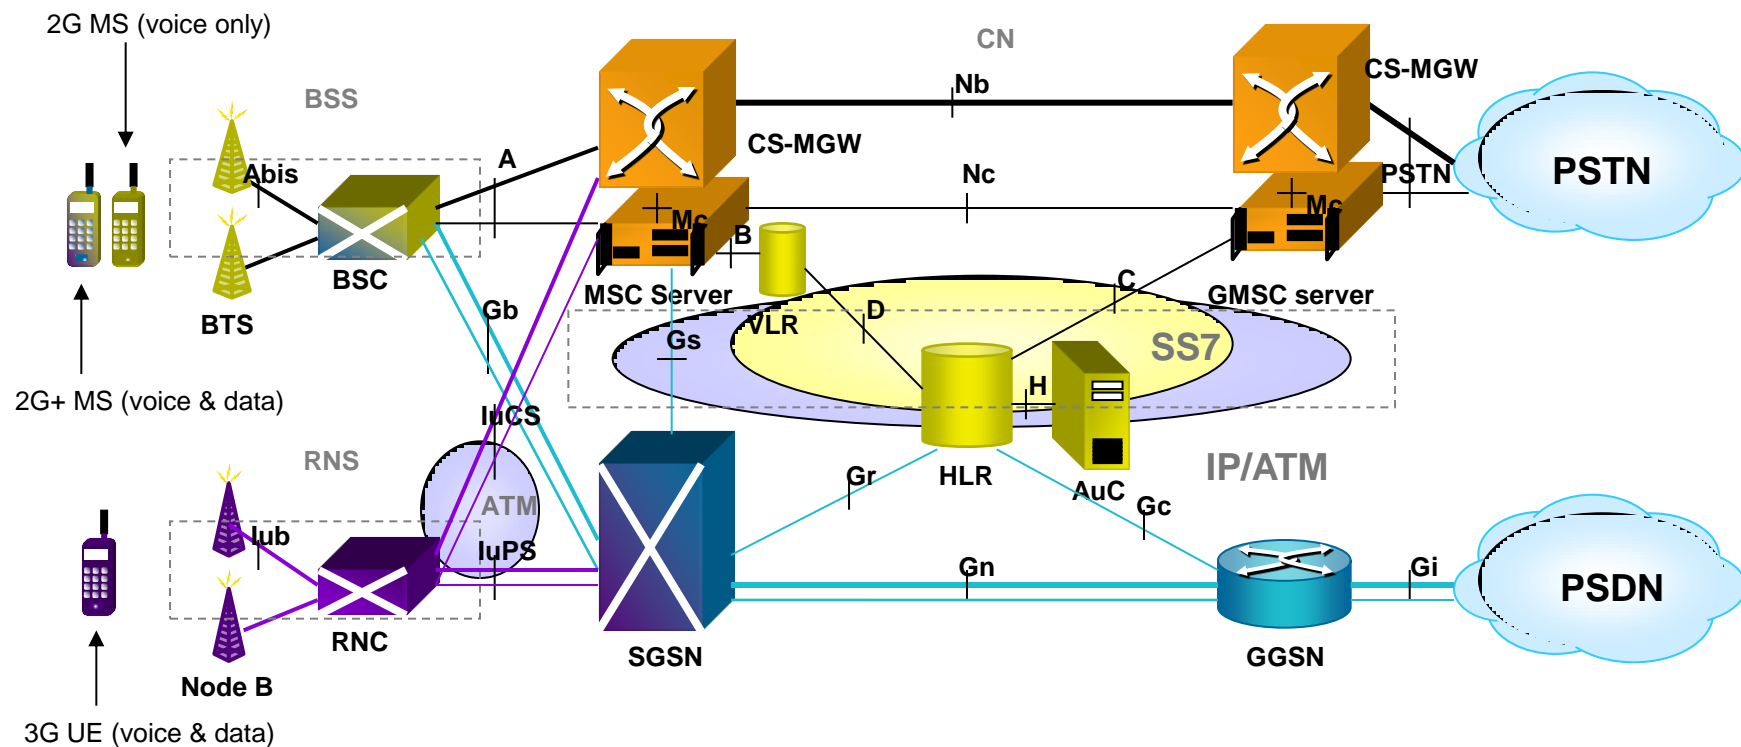 2G MS (voice only)
CN
CS-MGW
BSS
Nb
CS-MGW
A
Abis
Nc
PSTN
PSTN
Mc
Mc
B
BSC
MSC Server
C
GMSC server
Gb
D
VLR
BTS
Gs
SS7
H
2G+ MS (voice & data)
IuCS
RNS
Gr
HLR
IP/ATM
AuC
ATM
Gc
Iub
IuPS
Gn
Gi
PSDN
RNC
SGSN
GGSN
Node B
3G UE (voice & data)